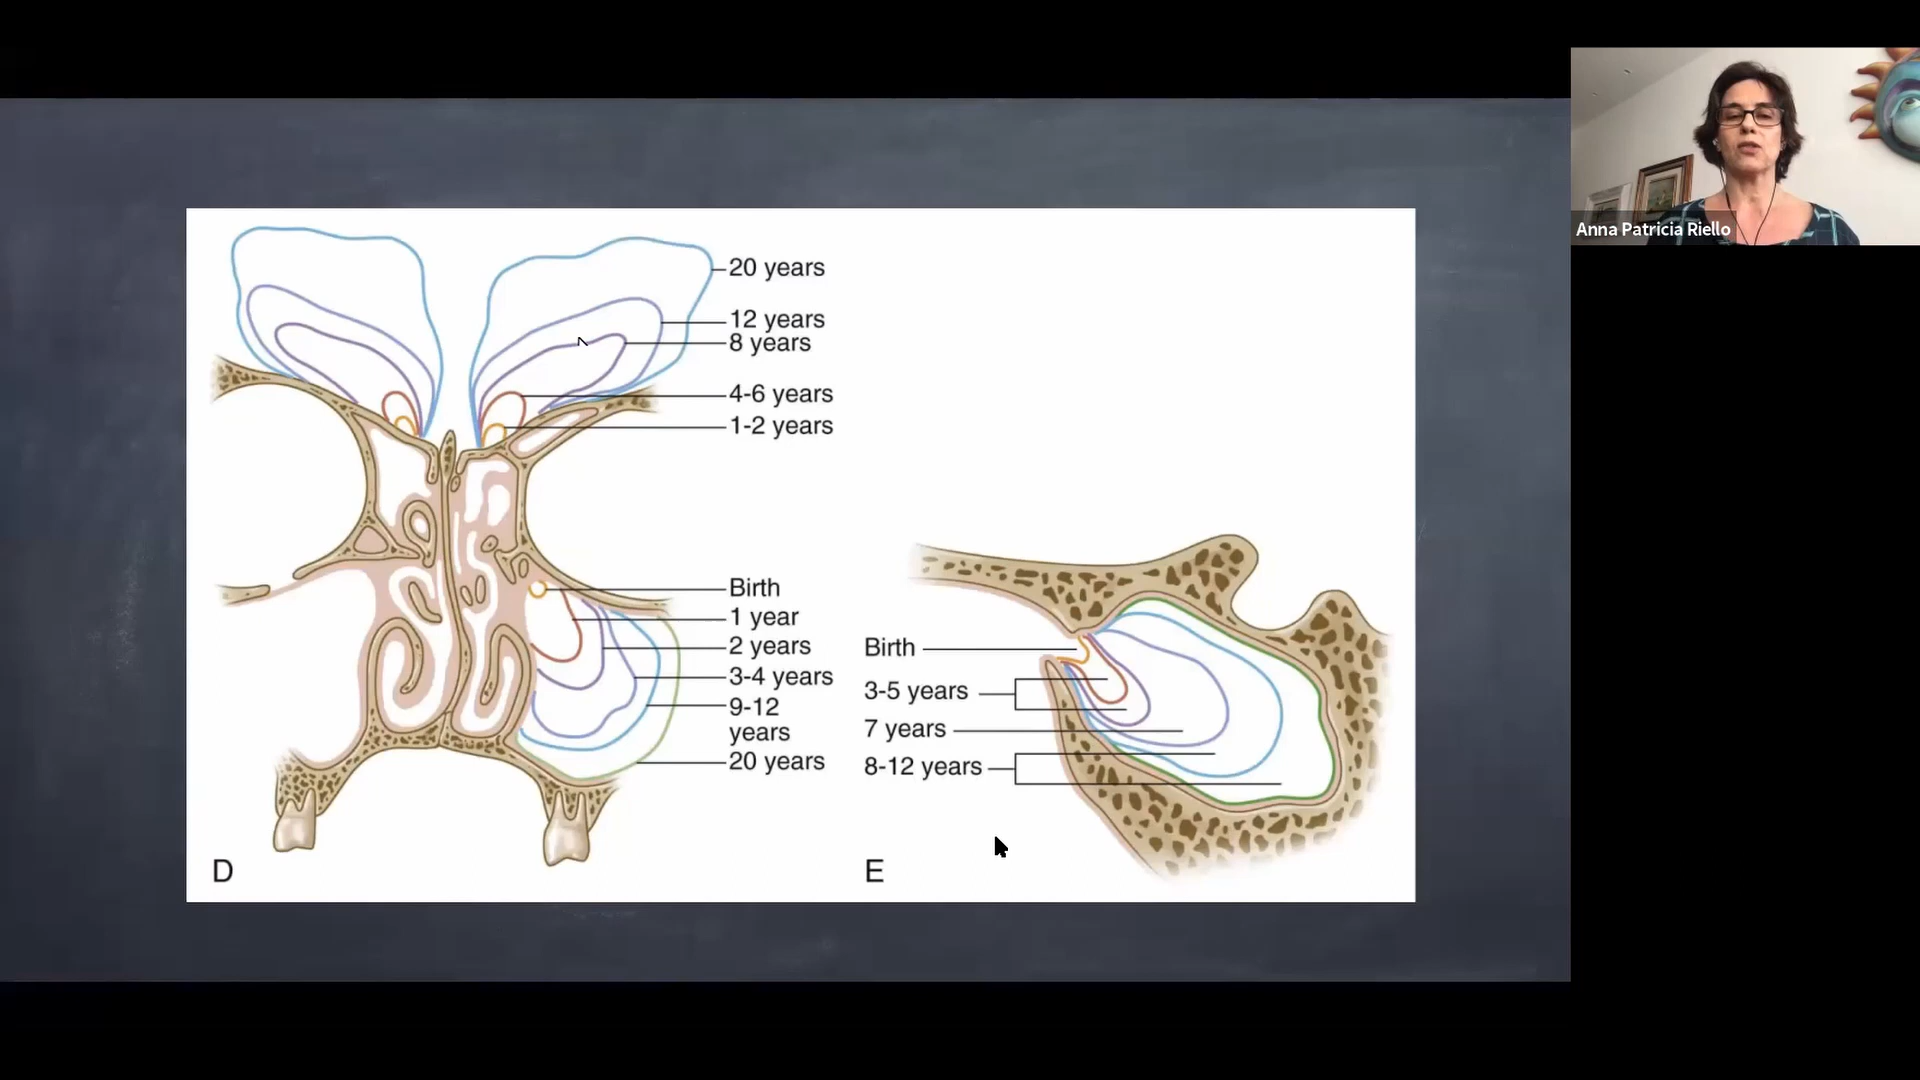 20 years
12 years
8 years
4-6 years
1-2 years
Birth
1 year
2 years
3-4 years
9-12
years
20 years
D
Birth
3-5 years
7 years
8-12 years
E
Anna Patricia Riello